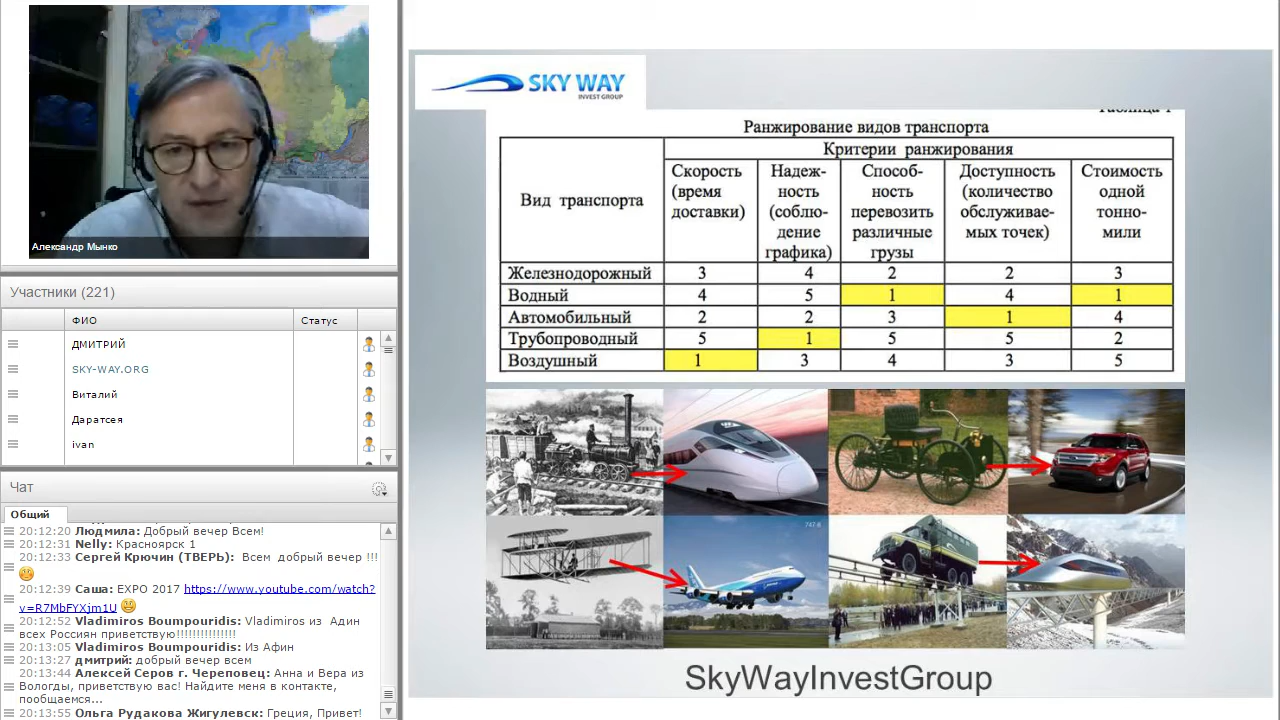 Александр Мынко
Участники (221)
ФИО
Статус
ДМИТРИЙ
SKY-WAY.ORG
Виталий
Даратсея
ivan
Чат
Общий
20:12:20 Людмила: Добрый вечер Всем!
20:12:31 Nelly: Красноярск 1
20:12:33 Сергей Крючин (ТВЕРЬ): Всем добрый вечер !!!
20:12:39 Саша: EXPO 2017 https://www.youtube.com/watch?
v=R7MbFYXjm1U
20:12:52 Vladimiros Boumpouridis: Vladimiros из Адин
всех Россиян приветствую!!!!!!!!!!!!!!!
20:13:05 Vladimiros Boumpouridis: Из Афин
20:13:27 дмитрий: добрый вечер всем
20:13:44 Алексей Серов г. Череповец: Анна и Вера из
Вологды, приветствую вас! Найдите меня в контакте,
пообщаемся...
20:13:55 Ольга Рудакова Жигулевск: Греция, Привет!
SKY WAY
INVEST GROUP
Ранжирование видов транспорта
Вид транспорта
Критерии ранжирования
Скорость
(время
доставки)
Надеж-
ность
(соблю-
дение
графика)
Способ-
ность
перевозить
различные
грузы
Доступность
(количество
обслуживае-
мых точек)
Стоимость
одной
тонно-
мили
Железнодорожный 3 4 2 2 3
Водный 4 5 1 4 1
Автомобильный 2 2 3 1 4
Трубопроводный 5 1 5 5 2
Воздушный 1 3 4 3 5
747 8
SkyWayInvestGroup